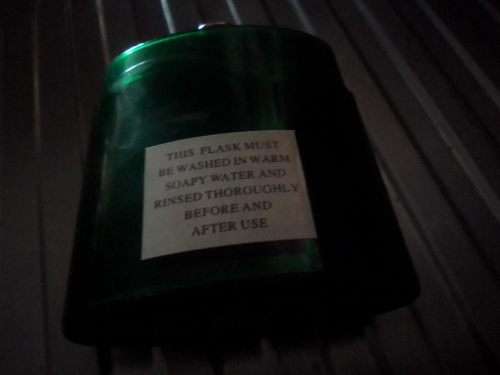 THIS FLASK MUST
BE WASHED IN WARM
SOAPY WATER AND
RINSED THOROUGHLY
BEFORE AND
AFTER USE